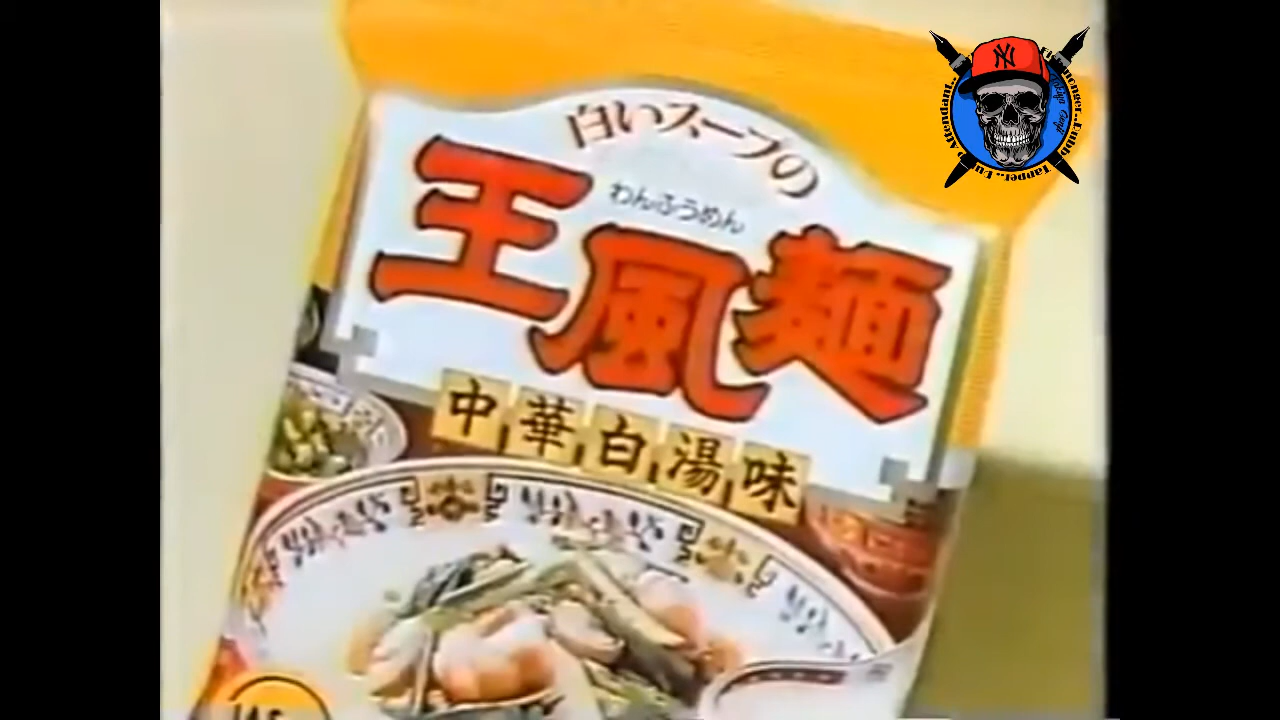 白いスープの
わんふうめん
王風麺
中華白湯味